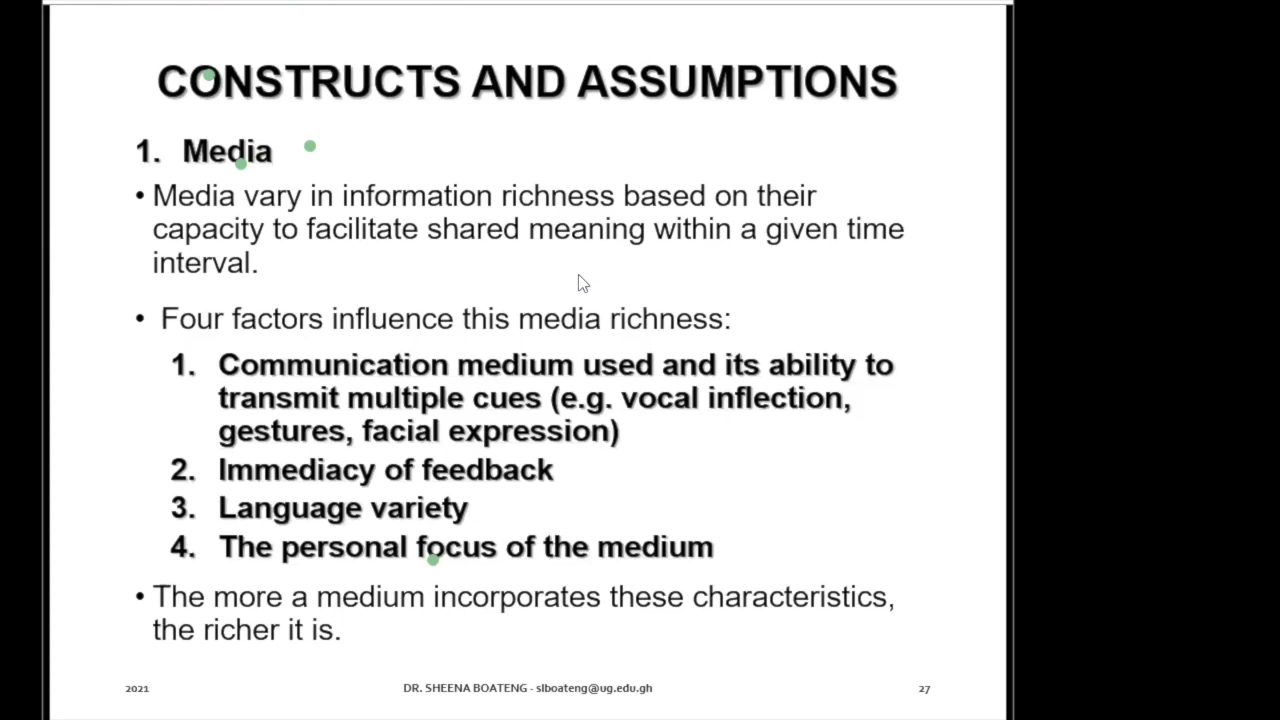 CONSTRUCTS AND ASSUMPTIONS
1. Media
• Media vary in information richness based on their
capacity to facilitate shared meaning within a given time
interval.
• Four factors influence this media richness:
1. Communication medium used and its ability to
transmit multiple cues (e.g. vocal inflection,
gestures, facial expression)
2. Immediacy of feedback
3. Language variety
4. The personal focus of the medium
• The more a medium incorporates these characteristics,
the richer it is.
2021 DR. SHEENA BOATENG - slboateng@ug.edu.gh 27